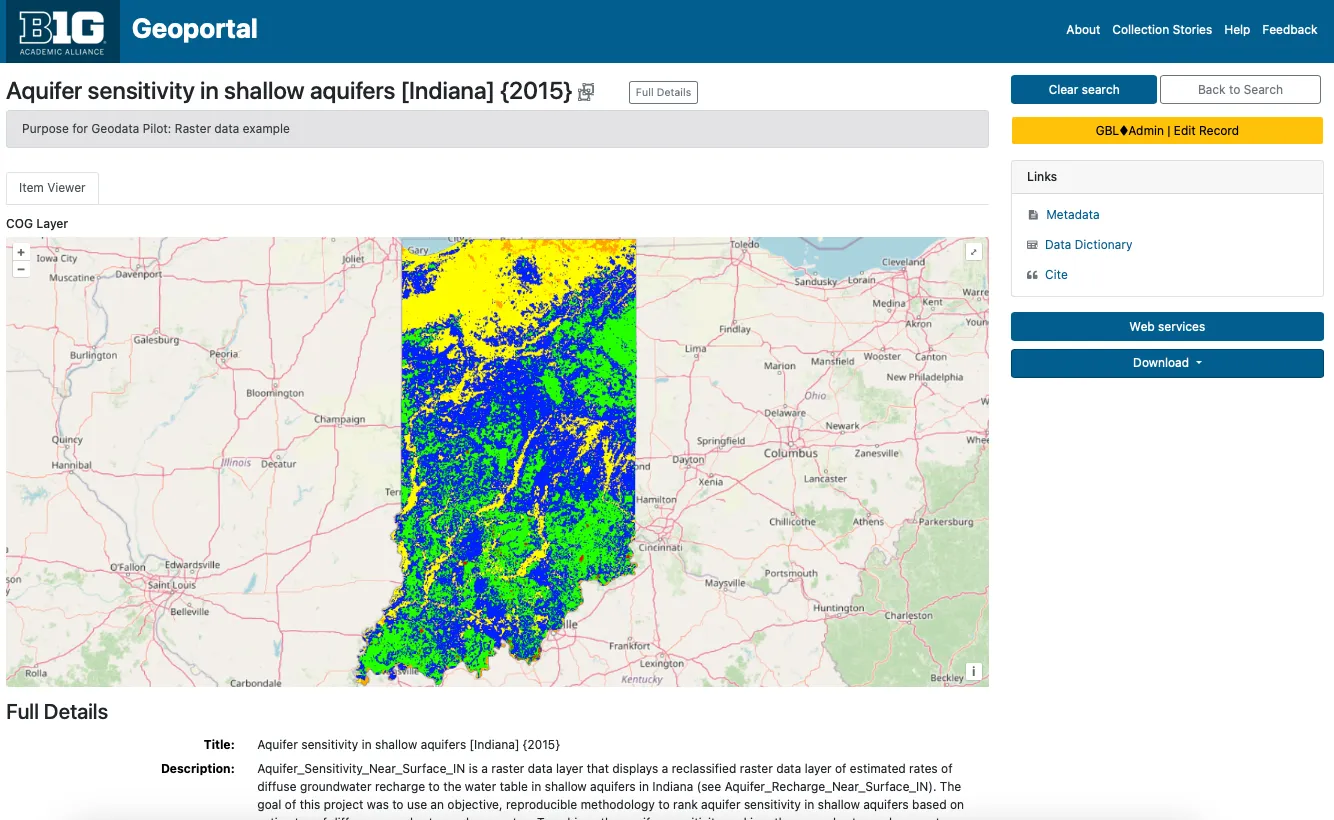 B1G
ACADEMIC ALLIANCE
Geoportal
About Collection Stories Help Feedback
Aquifer sensitivity in shallow aquifers [Indiana] {2015}
Full Details
Clear search
Back to Search
Purpose for Geodata Pilot: Raster data example
GBL♦Admin | Edit Record
Links
Metadata
Data Dictionary
Cite
Web services
Download
Item Viewer
COG Layer
+
−
Iowa City
Muscatine
Davenport
Joliet
Gary
Toledo
Cleveland
Sandusky
Lorain
Medina
Kent
Warre
Akron
Youn
Galesburg
Burlington
Peoria
Findlay
Lima
Marion
Mansfield
Wooster
Canton
New Philadelphia
Bloomington
Champaign
Ohio
Delaware
Newark
W
Quincy
Springfield
Columbus
Zanesville
Whe
Hannibal
Illinois
Decatur
ond
Dayton
Xenia
Lancaster
Ter
Hamilton
Chillicothe
Athens
Parkersburg
Cincinnati
O'Fallon
Edwardsville
son
Saint Louis
Portsmouth
Maysville
Belleville
Huntington
Charleston
ille
Frankfort
Lexington
Rolla
Carbondale
sville
Kentucky
Beckley
i
Full Details
Title: Aquifer sensitivity in shallow aquifers [Indiana] {2015}
Description: Aquifer_Sensitivity_Near_Surface_IN is a raster data layer that displays a reclassified raster data layer of estimated rates of
diffuse groundwater recharge to the water table in shallow aquifers in Indiana (see Aquifer_Recharge_Near_Surface_IN). The
goal of this project was to use an objective, reproducible methodology to rank aquifer sensitivity in shallow aquifers based on